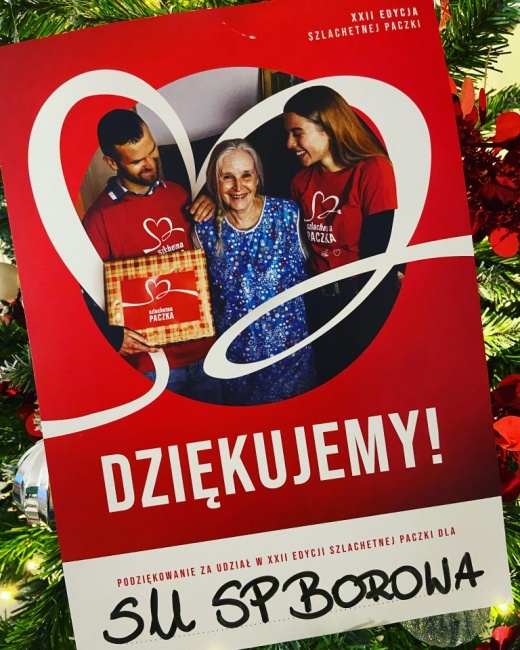 XXII EDYCJA
SZLACHETNEJ PACZKI
szlachetna
PACZKA
szlachetna
PACZKA
DZIĘKUJEMY!
PODZIĘKOWANIE ZA UDZIAŁ W XXII EDYCJI SZLACHETNEJ PACZKI DLA
SU SP BOROWA